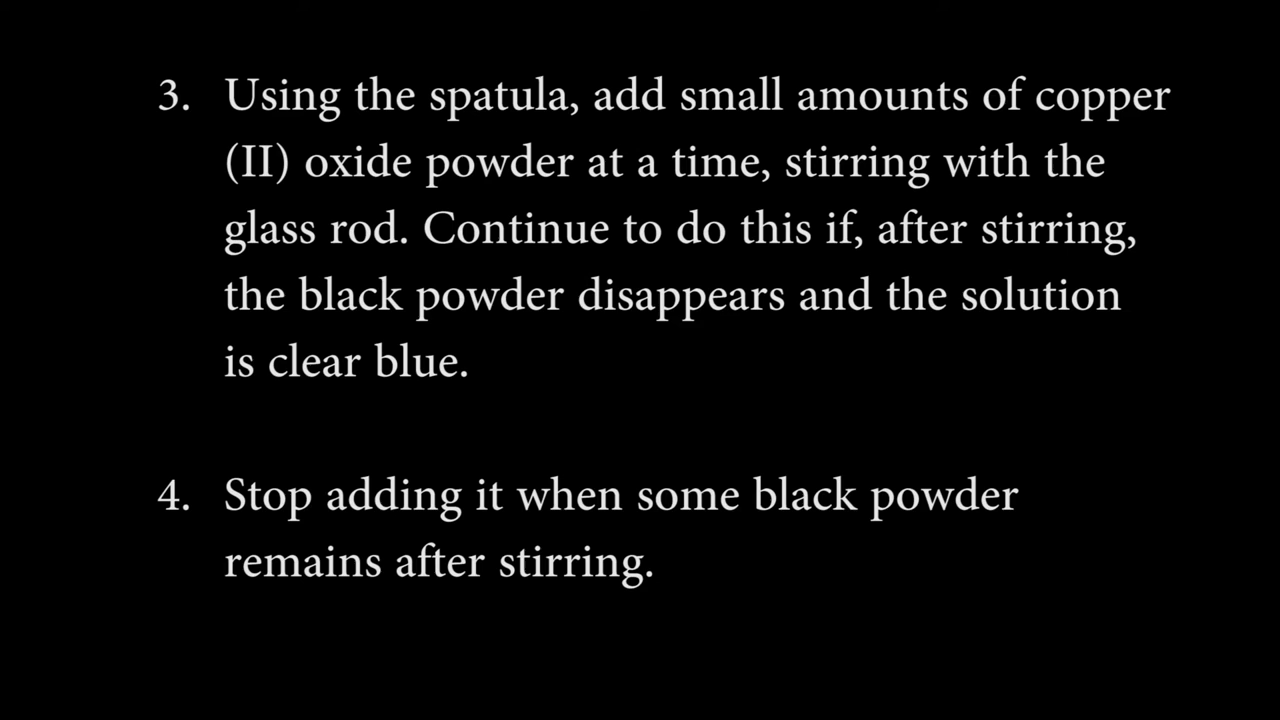 3. Using the spatula, add small amounts of copper
(II) oxide powder at a time, stirring with the
glass rod. Continue to do this if, after stirring,
the black powder disappears and the solution
is clear blue.
4. Stop adding it when some black powder
remains after stirring.